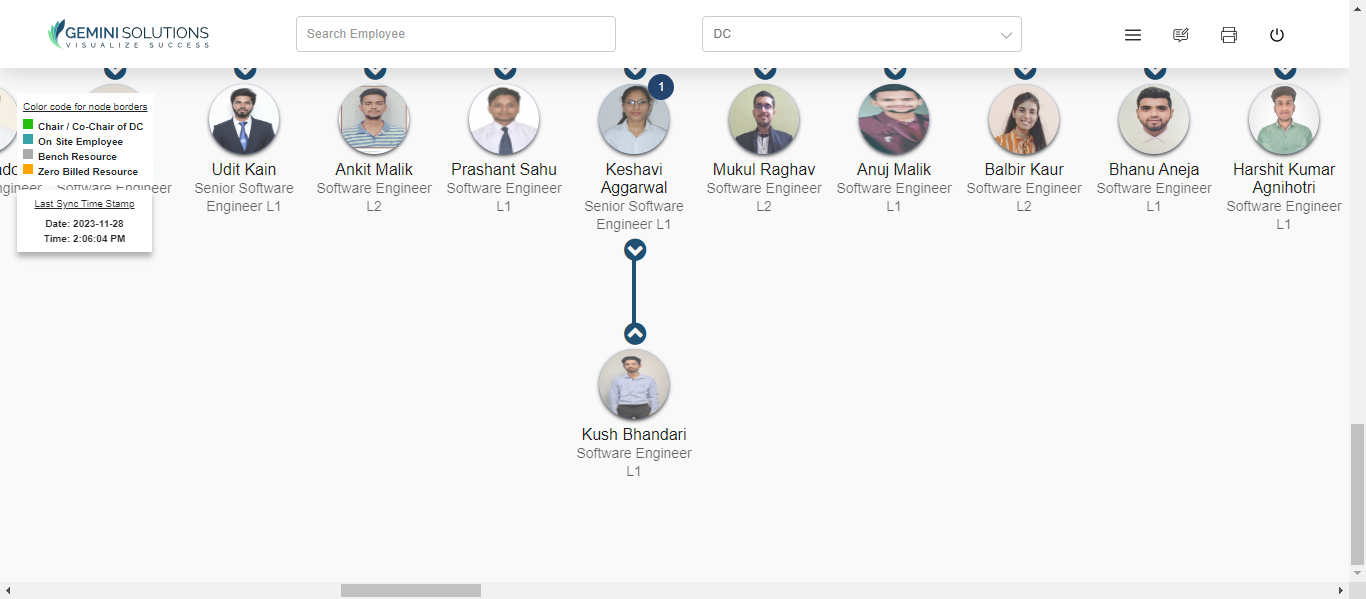 GEMINI SOLUTIONS
VISUALIZE SUCCESS
Search Employee
DC
1
Color code for node borders
Chair / Co-Chair of DC
On Site Employee
Bench Resource
Zero Billed Resource
Software Engineer
Last Sync Time Stamp
Date: 2023-11-28
Time: 2:06:04 PM
Udit Kain
Senior Software
Engineer L1
Ankit Malik
Software Engineer
L2
Prashant Sahu
Software Engineer
L1
Keshavi
Aggarwal
Senior Software
Engineer L1
Mukul Raghav
Software Engineer
L2
Anuj Malik
Software Engineer
L1
Balbir Kaur
Software Engineer
L2
Bhanu Aneja
Software Engineer
L1
Harshit Kumar
Agnihotri
Software Engineer
L1
Kush Bhandari
Software Engineer
L1